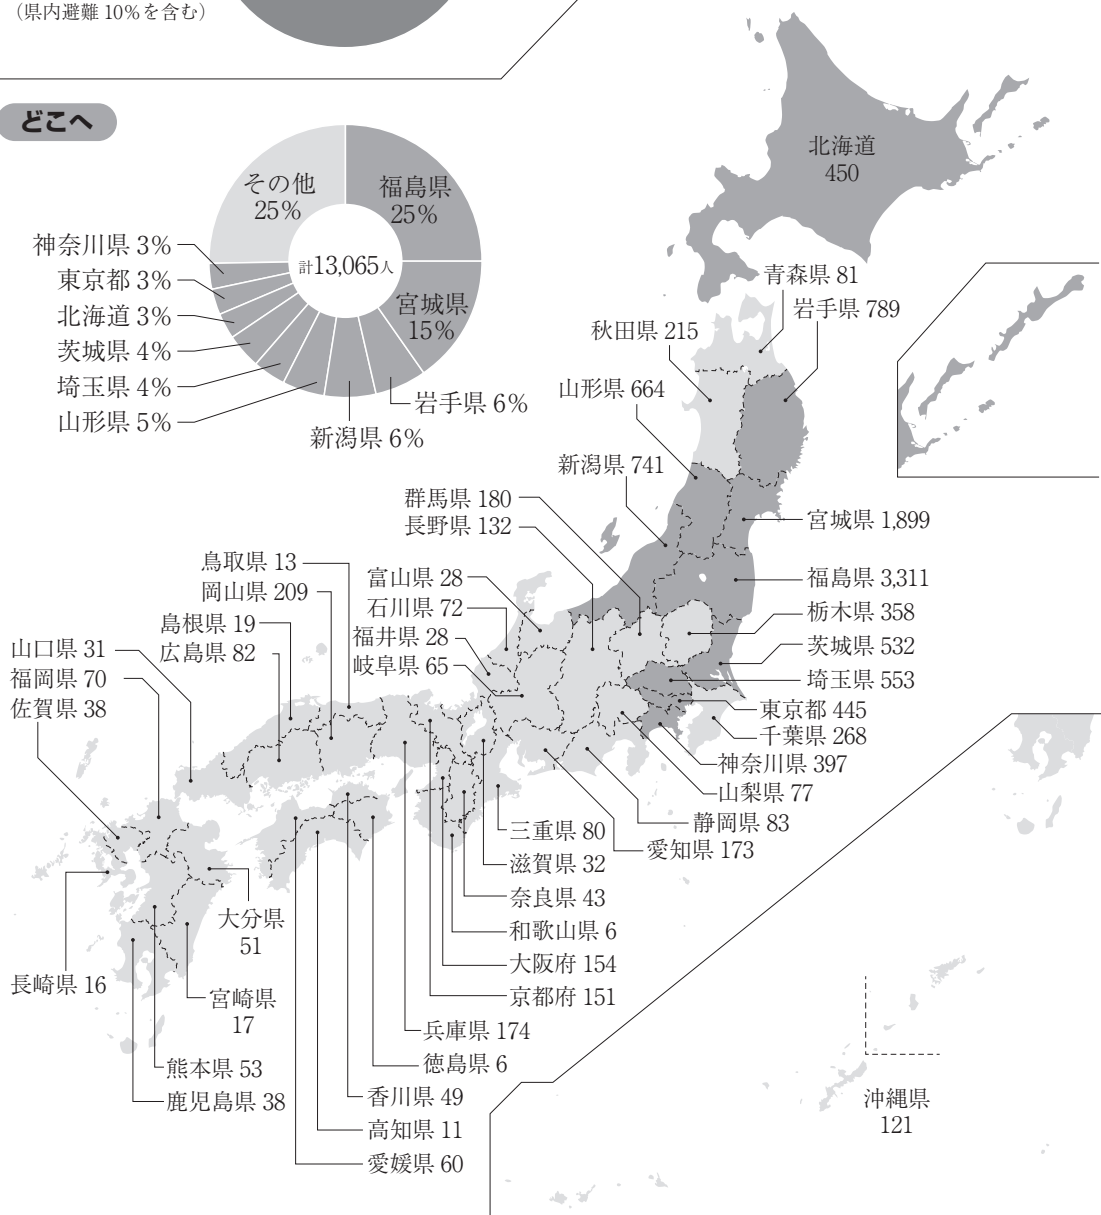 （県内避難 10%を含む）
どこへ
その他
25%
福島県
25%
計13,065人
宮城県
15%
神奈川県 3%
東京都 3%
北海道 3%
茨城県 4%
埼玉県 4%
山形県 5%
新潟県 6%
岩手県 6%
北海道
450
青森県 81
岩手県 789
秋田県 215
山形県 664
新潟県 741
群馬県 180
長野県 132
宮城県 1,899
福島県 3,311
栃木県 358
茨城県 532
埼玉県 553
東京都 445
千葉県 268
神奈川県 397
山梨県 77
静岡県 83
愛知県 173
鳥取県 13
岡山県 209
島根県 19
広島県 82
富山県 28
石川県 72
福井県 28
岐阜県 65
山口県 31
福岡県 70
佐賀県 38
三重県 80
滋賀県 32
奈良県 43
和歌山県 6
大阪府 154
京都府 151
兵庫県 174
徳島県 6
香川県 49
高知県 11
愛媛県 60
大分県
51
長崎県 16
宮崎県
17
熊本県 53
鹿児島県 38
沖縄県
121